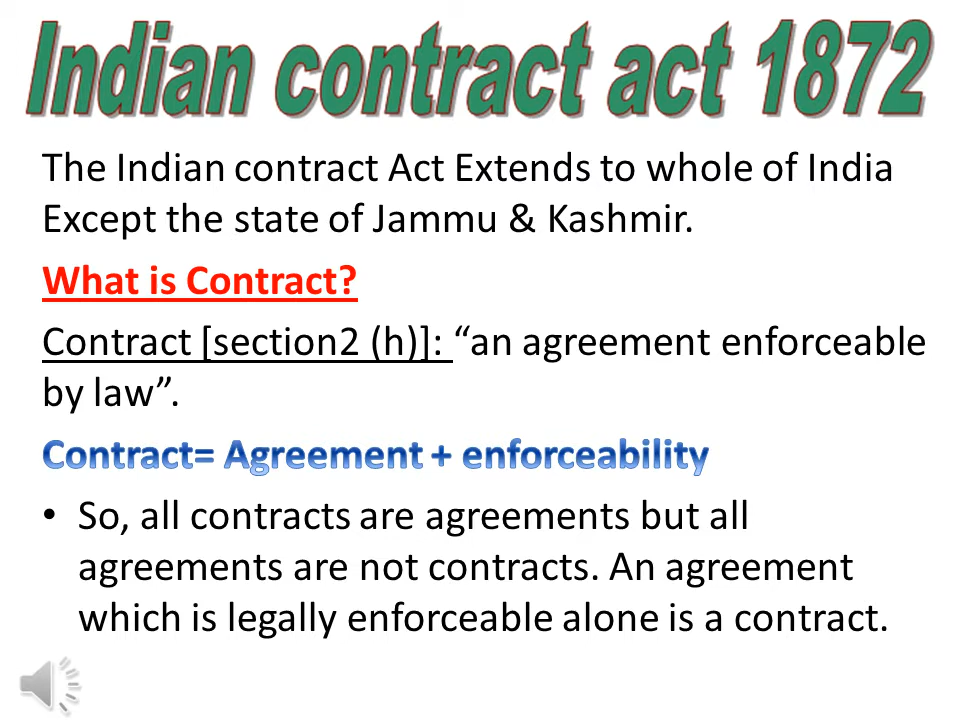 Indian contract act 1872
The Indian contract Act Extends to whole of India
Except the state of Jammu & Kashmir.
What is Contract?
Contract [section2 (h)]: “an agreement enforceable
by law”.
Contract= Agreement + enforceability
• So, all contracts are agreements but all
agreements are not contracts. An agreement
which is legally enforceable alone is a contract.